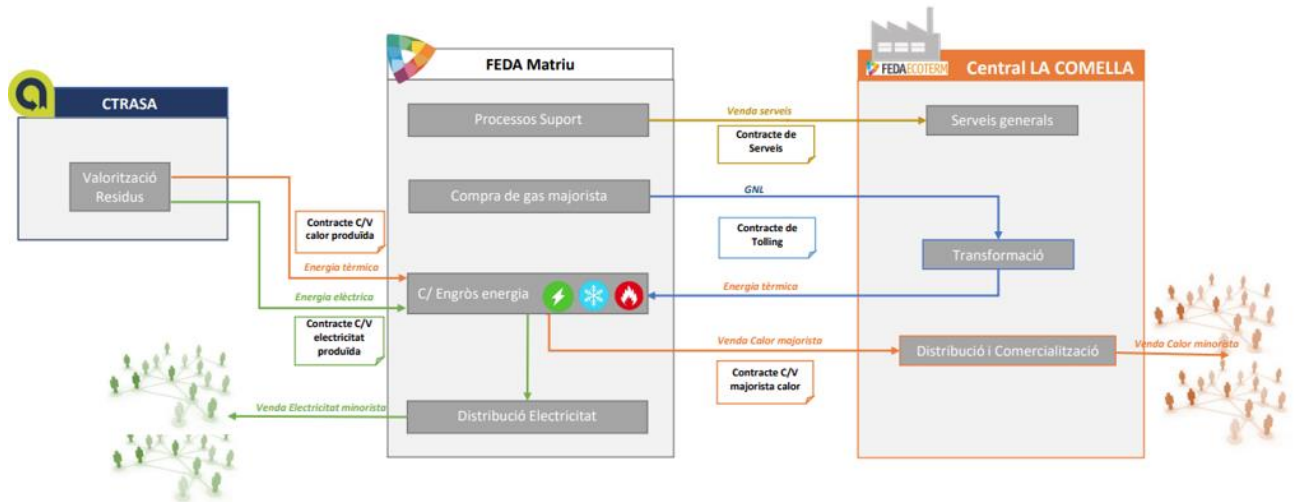 FEDA Matriu
FEDAECOTERM
Central LA COMELLA
CTRASA
Processos Suport
Venda serveis
Serveis generals
Contracte de
Serveis
Valorització
Residus
Compra de gas majorista
GNL
Contracte C/V
calor produïda
Contracte de
Tolling
Transformació
Energia tèrmica
C/ Engròs energia
Energia tèrmica
Energia elèctrica
Contracte C/V
electricitat
produïda
Venda Calor majorista
Distribució i Comercialització
Venda Calor minorista
Contracte C/V
majorista calor
Venda Electricitat minorista
Distribució Electricitat